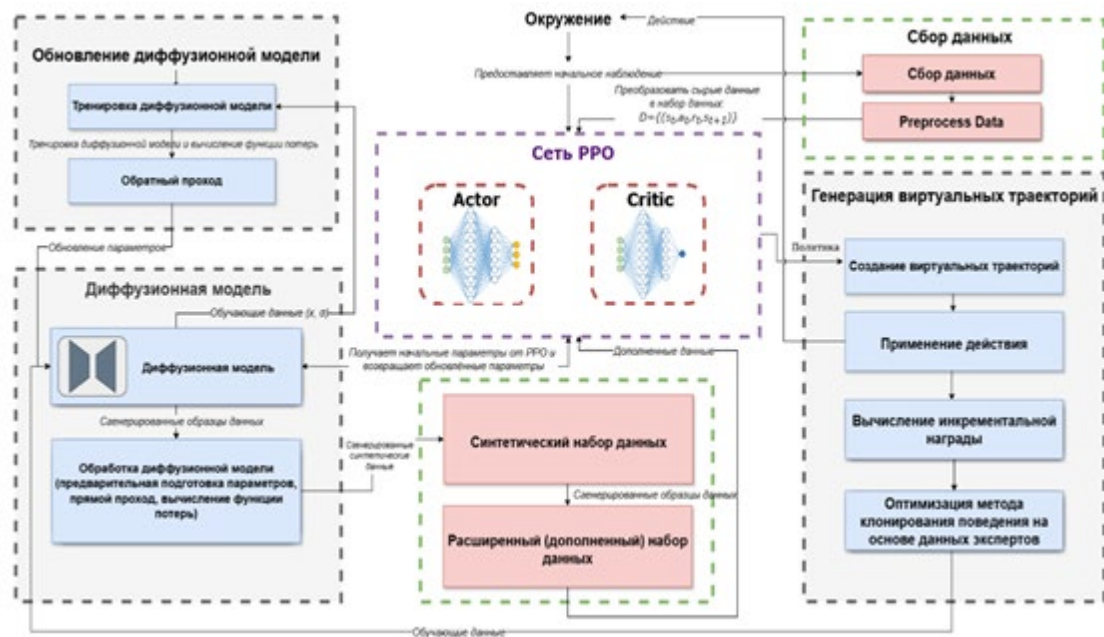 Окружение
Действие
Обновление диффузионной модели
Тренировка диффузионной модели
Тренировка диффузионной модели и вычисление функции потерь
Обратный проход
Обновление параметров
Предоставляет начальное наблюдение
Преобразовать сырые данные
в набор данных:
Сбор данных
Сбор данных
Preprocess Data
Сеть PPO
Actor
Critic
Политика
Генерация виртуальных траекторий
Создание виртуальных траекторий
Применение действия
Вычисление инкрементальной
награды
Оптимизация метода
клонирования поведения на
основе данных экспертов
Диффузионная модель
Обучающие данные (x, σ)
Диффузионная модель
Сгенерированные образцы данных
Обработка диффузионной модели
(предварительная подготовка параметров,
прямой проход, вычисление функции
потерь)
Получает начальные параметры от PPO и
возвращает обновлённые параметры
Дополненные данные
Сгенерированные
синтетические
данные
Синтетический набор данных
Сгенерированные образцы данных
Расширенный (дополненный) набор
данных
Обучающие данные